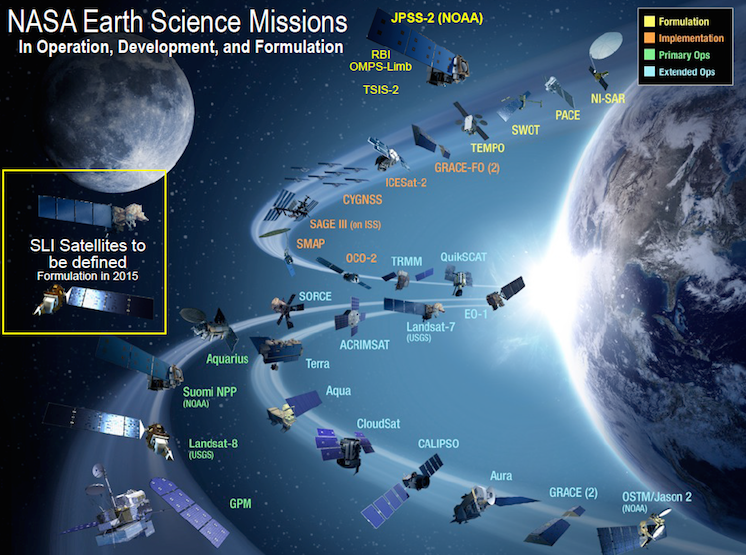 NASA Earth Science Missions
In Operation, Development, and Formulation
JPSS-2 (NOAA)
RBI
OMPS-Limb
TSIS-2
Formulation
Implementation
Primary Ops
Extended Ops
NI-SAR
PACE
SWOT
TEMPO
GRACE-FO (2)
ICESat-2
CYGNSS
SAGE III (on ISS)
SMAP
OCO-2
TRMM
QuikSCAT
SLI Satellites to
be defined
Formulation in 2015
SORCE
EO-1
Landsat-7
(USGS)
ACRIMSAT
Aquarius
Terra
Suomi NPP
(NOAA)
Aqua
Landsat-8
(USGS)
CloudSat
CALIPSO
GPM
Aura
GRACE (2)
OSTM/Jason 2
(NOAA)